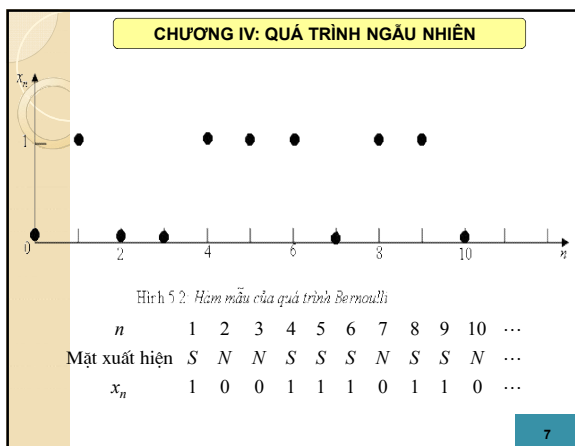 CHƯƠNG IV: QUÁ TRÌNH NGẪU NHIÊN
xn
1
0 2 4 6 8 10 n
Hình 5.2: Hàm mẫu của quá trình Bernoulli
n 1 2 3 4 5 6 7 8 9 10 ⋯
Mặt xuất hiện S N N S S S N S S N ⋯
xn 1 0 0 1 1 1 0 1 1 0 ⋯
7